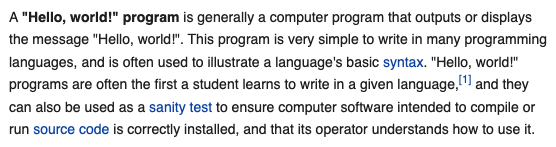 A "Hello, world!" program is generally a computer program that outputs or displays
the message "Hello, world!". This program is very simple to write in many programming
languages, and is often used to illustrate a language's basic syntax. "Hello, world!"
programs are often the first a student learns to write in a given language,[1] and they
can also be used as a sanity test to ensure computer software intended to compile or
run source code is correctly installed, and that its operator understands how to use it.